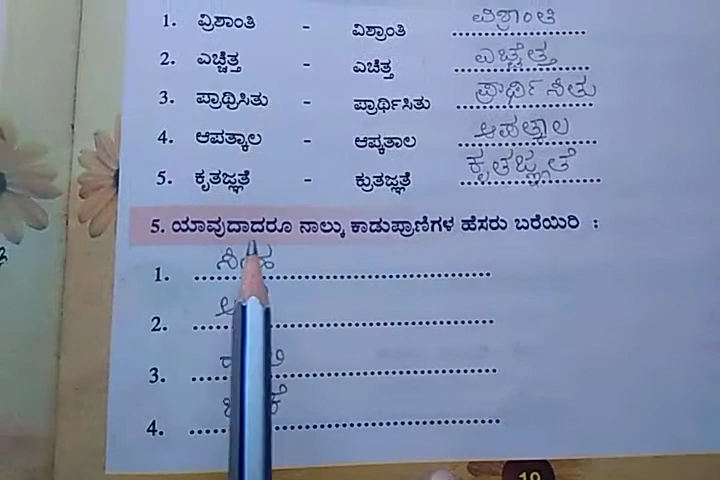 1. ವ್ರಿಶಾಂತಿ - ವಿಶ್ರಾಂತಿ ವಿಶ್ರಾಂತಿ
2. ಎಚ್ಚೆತ್ತ - ಎಚೆತ್ತ ಎಚ್ಚೆತ್ತ
3. ಪ್ರಾಥ್ರಿಸಿತು - ಪ್ರಾರ್ಥಿಸಿತು ಪ್ರಾರ್ಥಿಸಿತು
4. ಆಪತ್ಕಾಲ - ಆಪ್ಕತಾಲ ಆಪತ್ಕಾಲ
5. ಕೃತಜ್ಞತೆ - ಕ್ರುತಜ್ಞತೆ ಕೃತಜ್ಞತೆ
5. ಯಾವುದಾದರೂ ನಾಲ್ಕು ಕಾಡುಪ್ರಾಣಿಗಳ ಹೆಸರು ಬರೆಯಿರಿ :
1.
2.
3.
4.
19